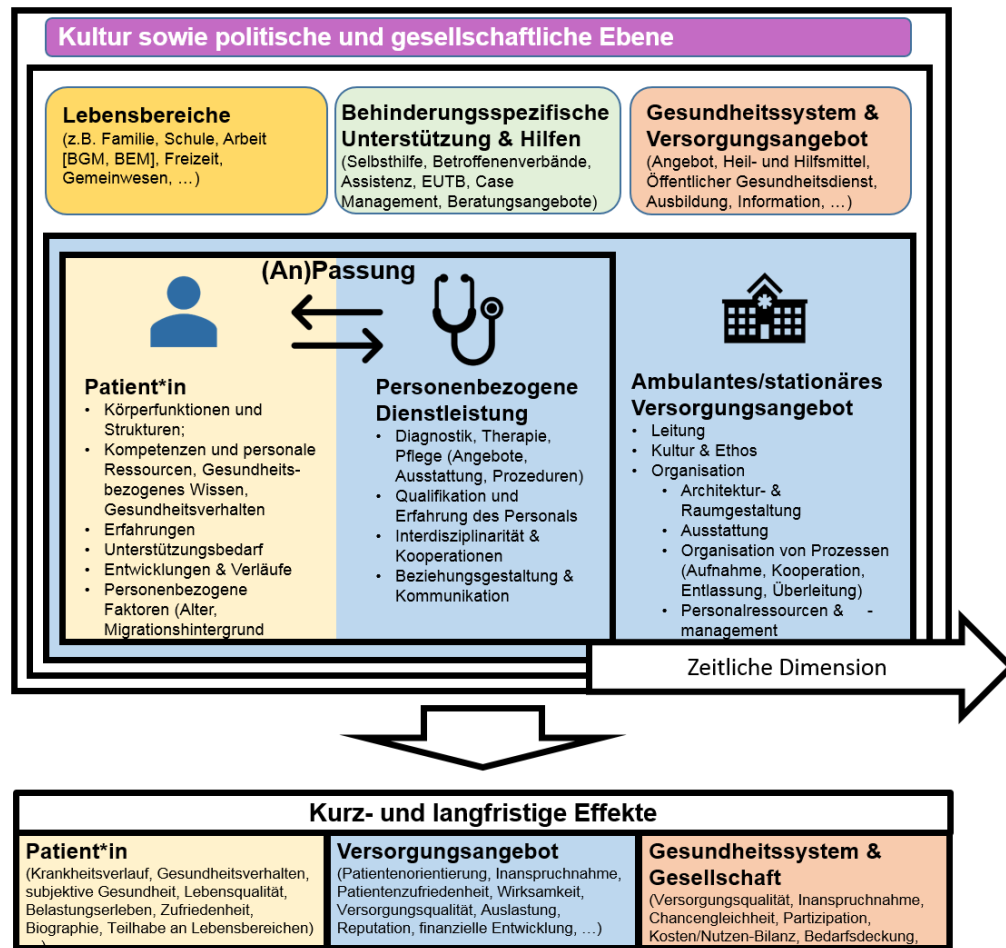 Kultur sowie politische und gesellschaftliche Ebene
Lebensbereiche
(z.B. Familie, Schule, Arbeit
[BGM, BEM], Freizeit,
Gemeinwesen, …)
Behinderungsspezifische
Unterstützung & Hilfen
(Selbsthilfe, Betroffenenverbände,
Assistenz, EUTB, Case
Management, Beratungsangebote)
Gesundheitssystem &
Versorgungsangebot
(Angebot, Heil- und Hilfsmittel,
Öffentlicher Gesundheitsdienst,
Ausbildung, Information, …)
(An)Passung
Patient*in
• Körperfunktionen und
Strukturen;
• Kompetenzen und personale
Ressourcen, Gesundheits-
bezogenes Wissen,
Gesundheitsverhalten
• Erfahrungen
• Unterstützungsbedarf
• Entwicklungen & Verläufe
• Personenbezogene
Faktoren (Alter,
Migrationshintergrund
Personenbezogene
Dienstleistung
• Diagnostik, Therapie,
Pflege (Angebote,
Ausstattung, Prozeduren)
• Qualifikation und
Erfahrung des Personals
• Interdisziplinarität &
Kooperationen
• Beziehungsgestaltung &
Kommunikation
Ambulantes/stationäres
Versorgungsangebot
• Leitung
• Kultur & Ethos
• Organisation
• Architektur- &
Raumgestaltung
• Ausstattung
• Organisation von Prozessen
(Aufnahme, Kooperation,
Entlassung, Überleitung)
• Personalressourcen & -
management
Zeitliche Dimension
Kurz- und langfristige Effekte
Patient*in
(Krankheitsverlauf, Gesundheitsverhalten,
subjektive Gesundheit, Lebensqualität,
Belastungserleben, Zufriedenheit,
Biographie, Teilhabe an Lebensbereichen)
Versorgungsangebot
(Patientenorientierung, Inanspruchnahme,
Patientenzufriedenheit, Wirksamkeit,
Versorgungsqualität, Auslastung,
Reputation, finanzielle Entwicklung, …)
Gesundheitssystem &
Gesellschaft
(Versorgungsqualität, Inanspruchnahme,
Chancengleichheit, Partizipation,
Kosten/Nutzen-Bilanz, Bedarfsdeckung,